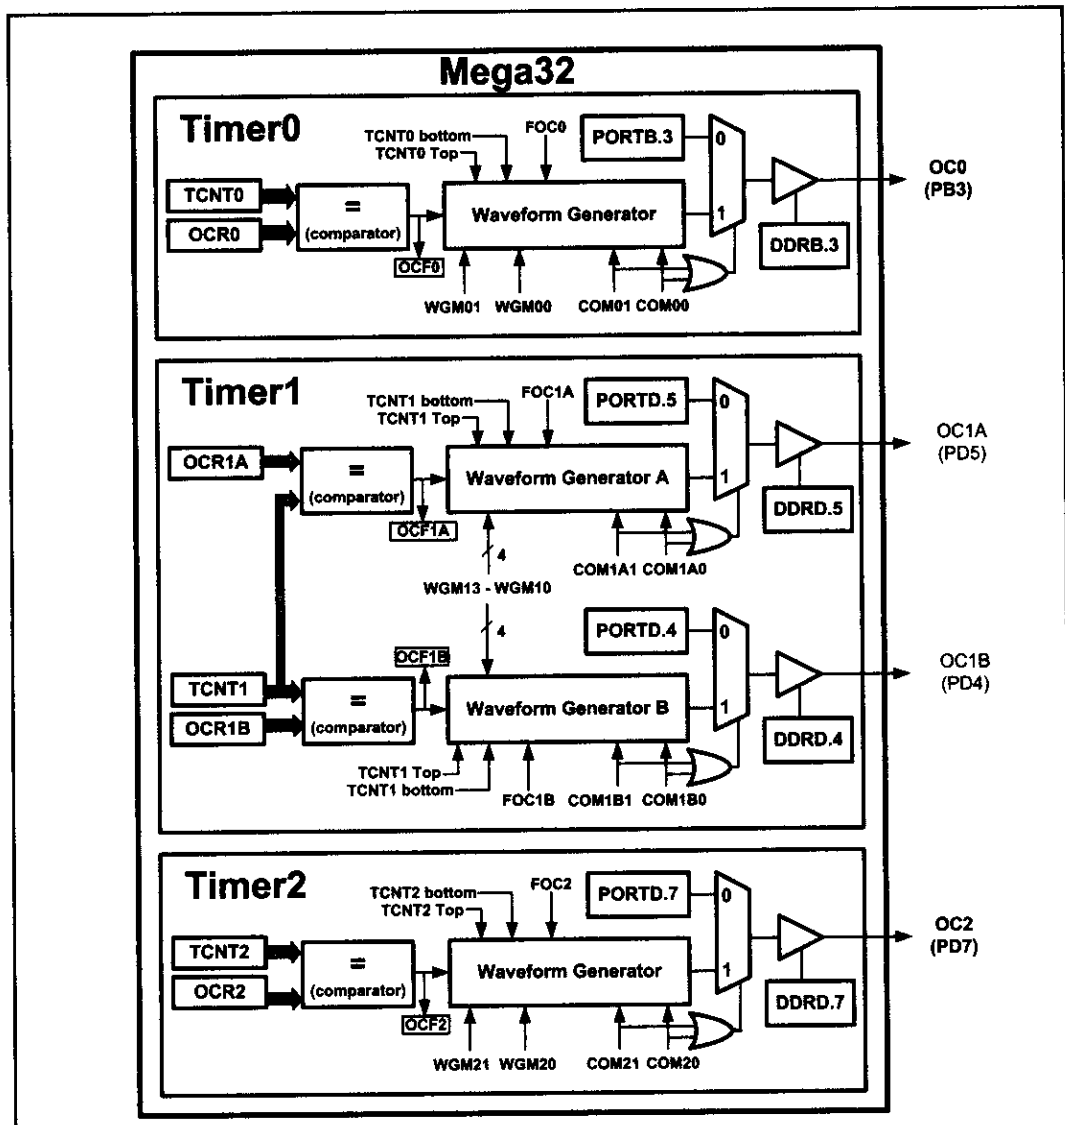 Mega32
Timer0
TCNT0 bottom
TCNT0 Top
FOC0
PORTB.3
0
OC0
(PB3)
TCNT0
OCR0
=
(comparator)
Waveform Generator
1
DDRB.3
OCF0
WGM01
WGM00
COM01
COM00
Timer1
TCNT1 bottom
TCNT1 Top
FOC1A
PORTD.5
0
OC1A
(PD5)
OCR1A
=
(comparator)
Waveform Generator A
1
DDRD.5
OCF1A
4
COM1A1
COM1A0
WGM13 - WGM10
4
PORTD.4
0
OCF1B
OC1B
(PD4)
TCNT1
OCR1B
=
(comparator)
Waveform Generator B
1
DDRD.4
TCNT1 Top
TCNT1 bottom
FOC1B
COM1B1
COM1B0
Timer2
TCNT2 bottom
TCNT2 Top
FOC2
PORTD.7
0
OC2
(PD7)
TCNT2
OCR2
=
(comparator)
Waveform Generator
1
DDRD.7
OCF2
WGM21
WGM20
COM21
COM20